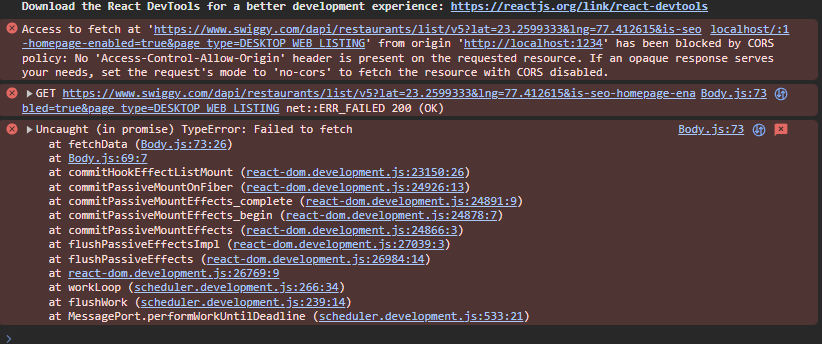 Download the React DevTools for a better development experience: https://reactjs.org/link/react-devtools
Access to fetch at 'https://www.swiggy.com/dapi/restaurants/list/v5?lat=23.2599333&lng=77.412615&is-seo localhost/:1
-homepage-enabled=true&page_type=DESKTOP_WEB_LISTING' from origin 'http://localhost:1234' has been blocked by CORS
policy: No 'Access-Control-Allow-Origin' header is present on the requested resource. If an opaque response serves
your needs, set the request's mode to 'no-cors' to fetch the resource with CORS disabled.
GET https://www.swiggy.com/dapi/restaurants/list/v5?lat=23.2599333&lng=77.412615&is-seo-homepage-ena Body.js:73
bled=true&page_type=DESKTOP_WEB_LISTING net::ERR_FAILED 200 (OK)
Uncaught (in promise) TypeError: Failed to fetch Body.js:73
at fetchData (Body.js:73:26)
at Body.js:69:7
at commitHookEffectListMount (react-dom.development.js:23150:26)
at commitPassiveMountOnFiber (react-dom.development.js:24926:13)
at commitPassiveMountEffects_complete (react-dom.development.js:24891:9)
at commitPassiveMountEffects_begin (react-dom.development.js:24878:7)
at commitPassiveMountEffects (react-dom.development.js:24866:3)
at flushPassiveEffectsImpl (react-dom.development.js:27039:3)
at flushPassiveEffects (react-dom.development.js:26984:14)
at react-dom.development.js:26769:9
at workLoop (scheduler.development.js:266:34)
at flushWork (scheduler.development.js:239:14)
at MessagePort.performWorkUntilDeadline (scheduler.development.js:533:21)